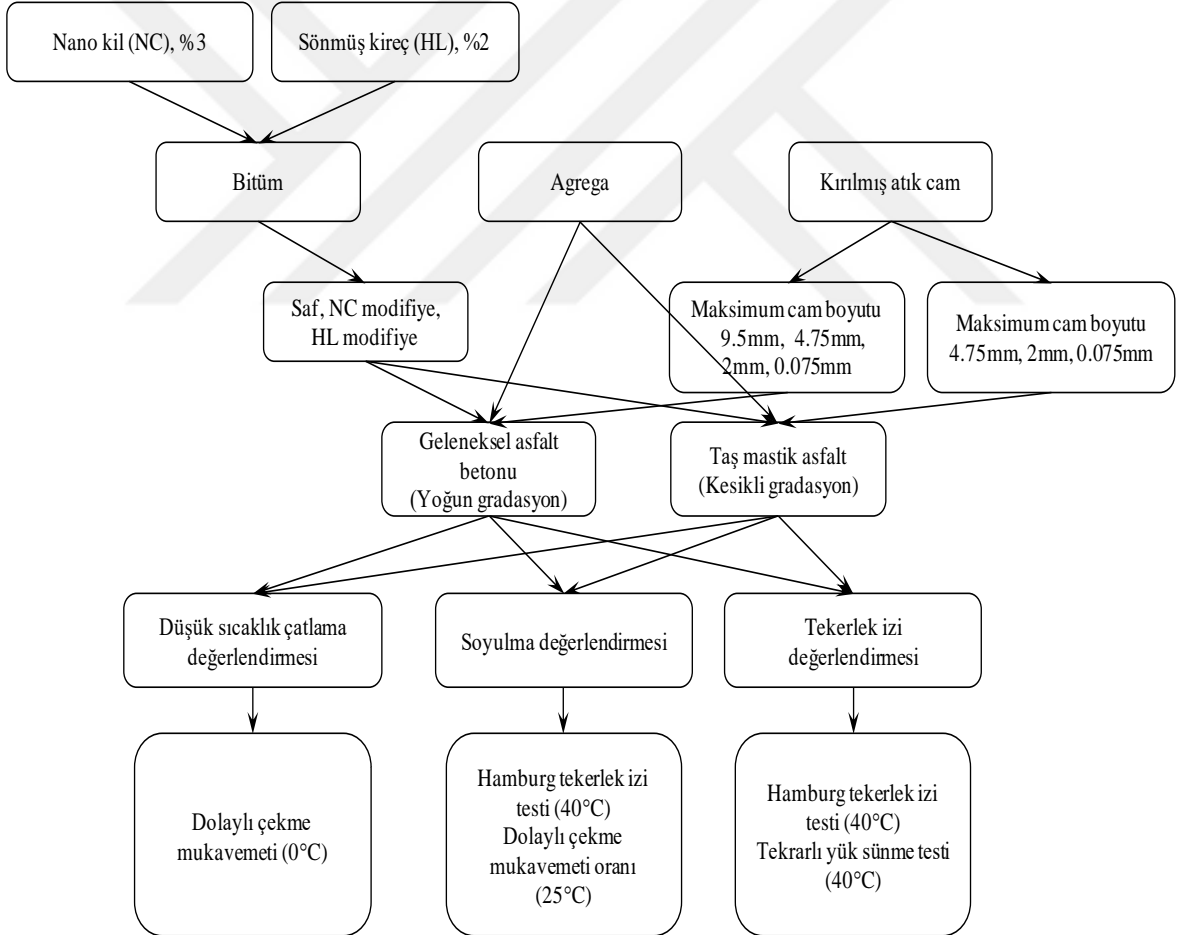 Nano kil (NC), %3
Sönmüş kireç (HL), %2
Bitüm
Agrega
Kırılmış atık cam
Saf, NC modifiye,
HL modifiye
Maksimum cam boyutu
9.5mm, 4.75mm,
2mm, 0.075mm
Maksimum cam boyutu
4.75mm, 2mm, 0.075mm
Geleneksel asfalt
betonu
(Yoğun gradasyon)
Taş mastik asfalt
(Kesikli gradasyon)
Düşük sıcaklık çatlama
değerlendirmesi
Soyulma değerlendirmesi
Tekerlek izi
değerlendirmesi
Dolaylı çekme
mukavemeti (0°C)
Hamburg tekerlek izi
testi (40°C)
Dolaylı çekme
mukavemeti oranı
(25°C)
Hamburg tekerlek izi
testi (40°C)
Tekrarlı yük sünme testi
(40°C)